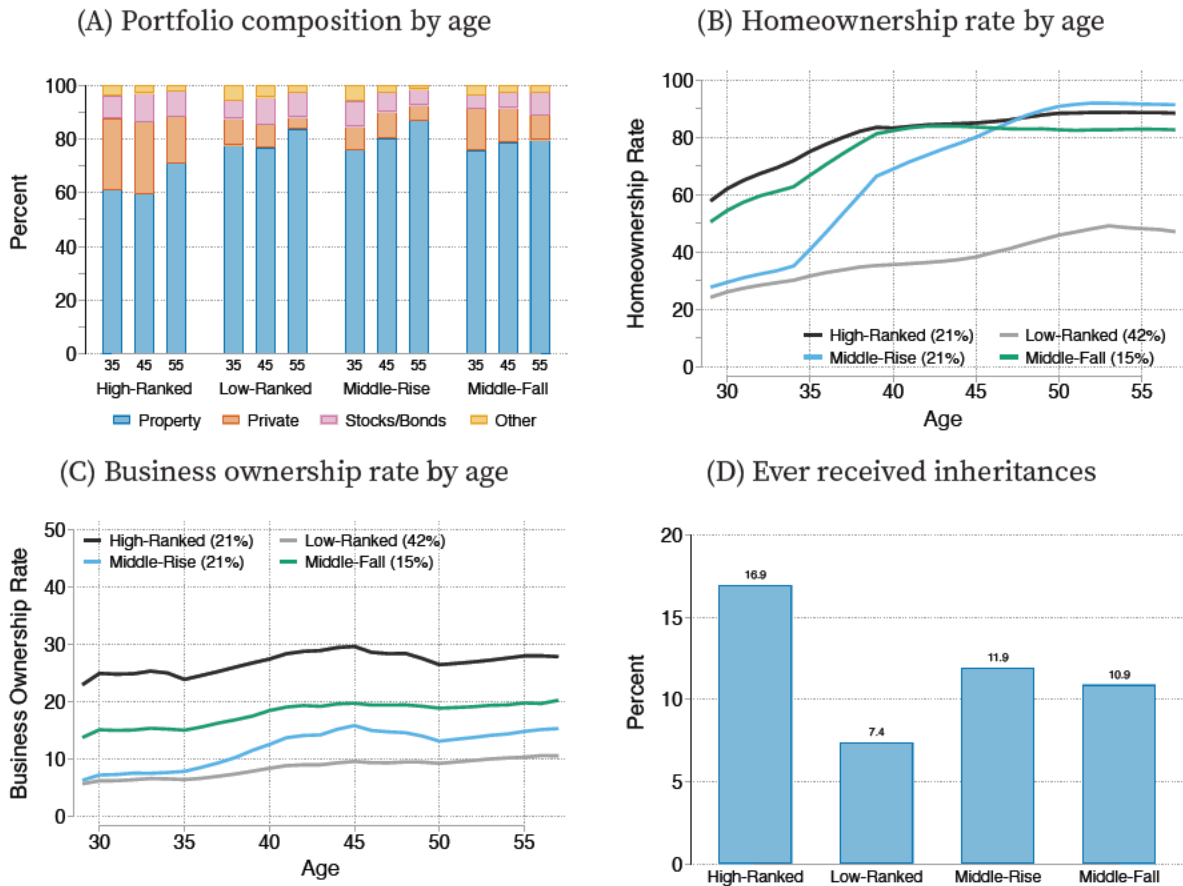 (A) Portfolio composition by age
Percent
100
80
60
40
20
0
35 45 55 35 45 55 35 45 55 35 45 55
High-Ranked Low-Ranked Middle-Rise Middle-Fall
Property Private Stocks/Bonds Other
(B) Homeownership rate by age
Homeownership Rate
100
80
60
40
20
0
High-Ranked (21%) Low-Ranked (42%)
Middle-Rise (21%) Middle-Fall (15%)
30 35 40 45 50 55
Age
(C) Business ownership rate by age
Business Ownership Rate
50
40
30
20
10
0
High-Ranked (21%) Low-Ranked (42%)
Middle-Rise (21%) Middle-Fall (15%)
30 35 40 45 50 55
Age
(D) Ever received inheritances
Percent
20
15
10
5
0
16.9
7.4
11.9
10.9
High-Ranked Low-Ranked Middle-Rise Middle-Fall